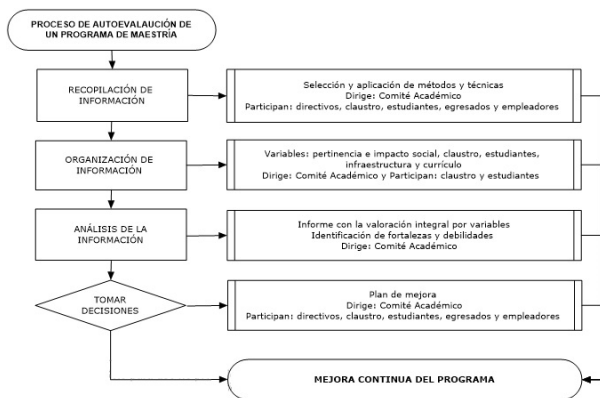 PROCESO DE AUTOEVALAUCIÓN DE
UN PROGRAMA DE MAESTRÍA
RECOPILACIÓN DE
INFORMACIÓN
Selección y aplicación de métodos y técnicas
Dirige: Comité Académico
Participan: directivos, claustro, estudiantes, egresados y empleadores
ORGANIZACIÓN DE
INFORMACIÓN
Variables: pertinencia e impacto social, claustro, estudiantes,
infraestructura y currículo
Dirige: Comité Académico y Participan: claustro y estudiantes
ANÁLISIS DE LA
INFORMACIÓN
Informe con la valoración integral por variables
Identificación de fortalezas y debilidades
Dirige: Comité Académico
TOMAR
DECISIONES
Plan de mejora
Dirige: Comité Académico
Participan: directivos, claustro, estudiantes, egresados y empleadores
MEJORA CONTINUA DEL PROGRAMA